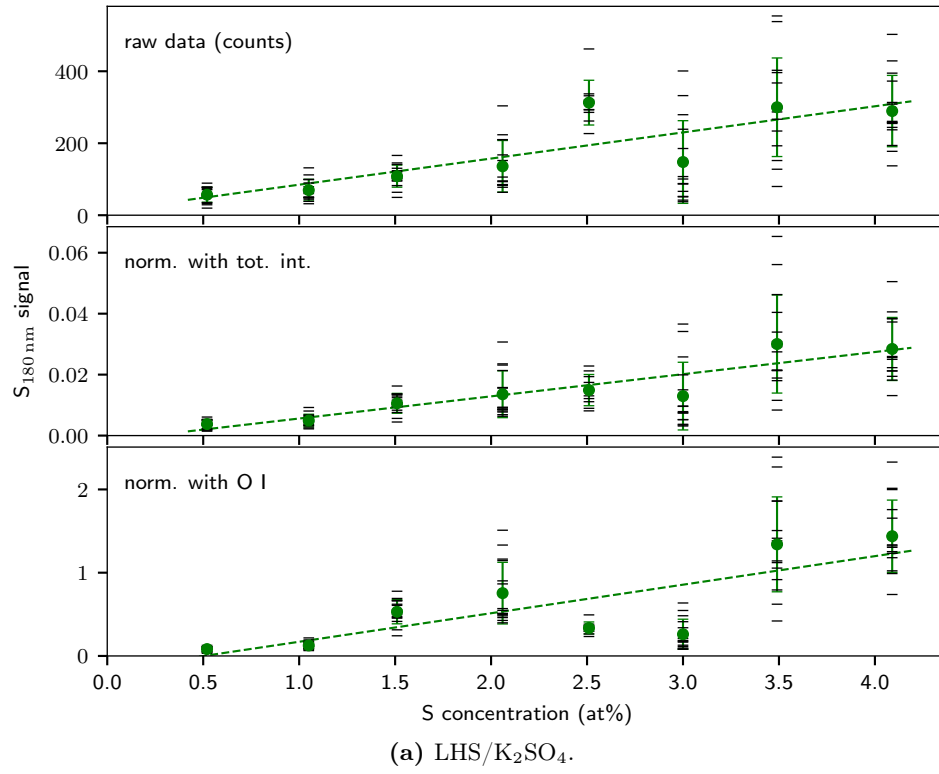 raw data (counts)
400
200
0
norm. with tot. int.
0.06
0.04
0.02
0.00
S180 nm signal
norm. with O I
2
1
0
0.0 0.5 1.0 1.5 2.0 2.5 3.0 3.5 4.0
S concentration (at%)
(a) LHS/K₂SO₄.